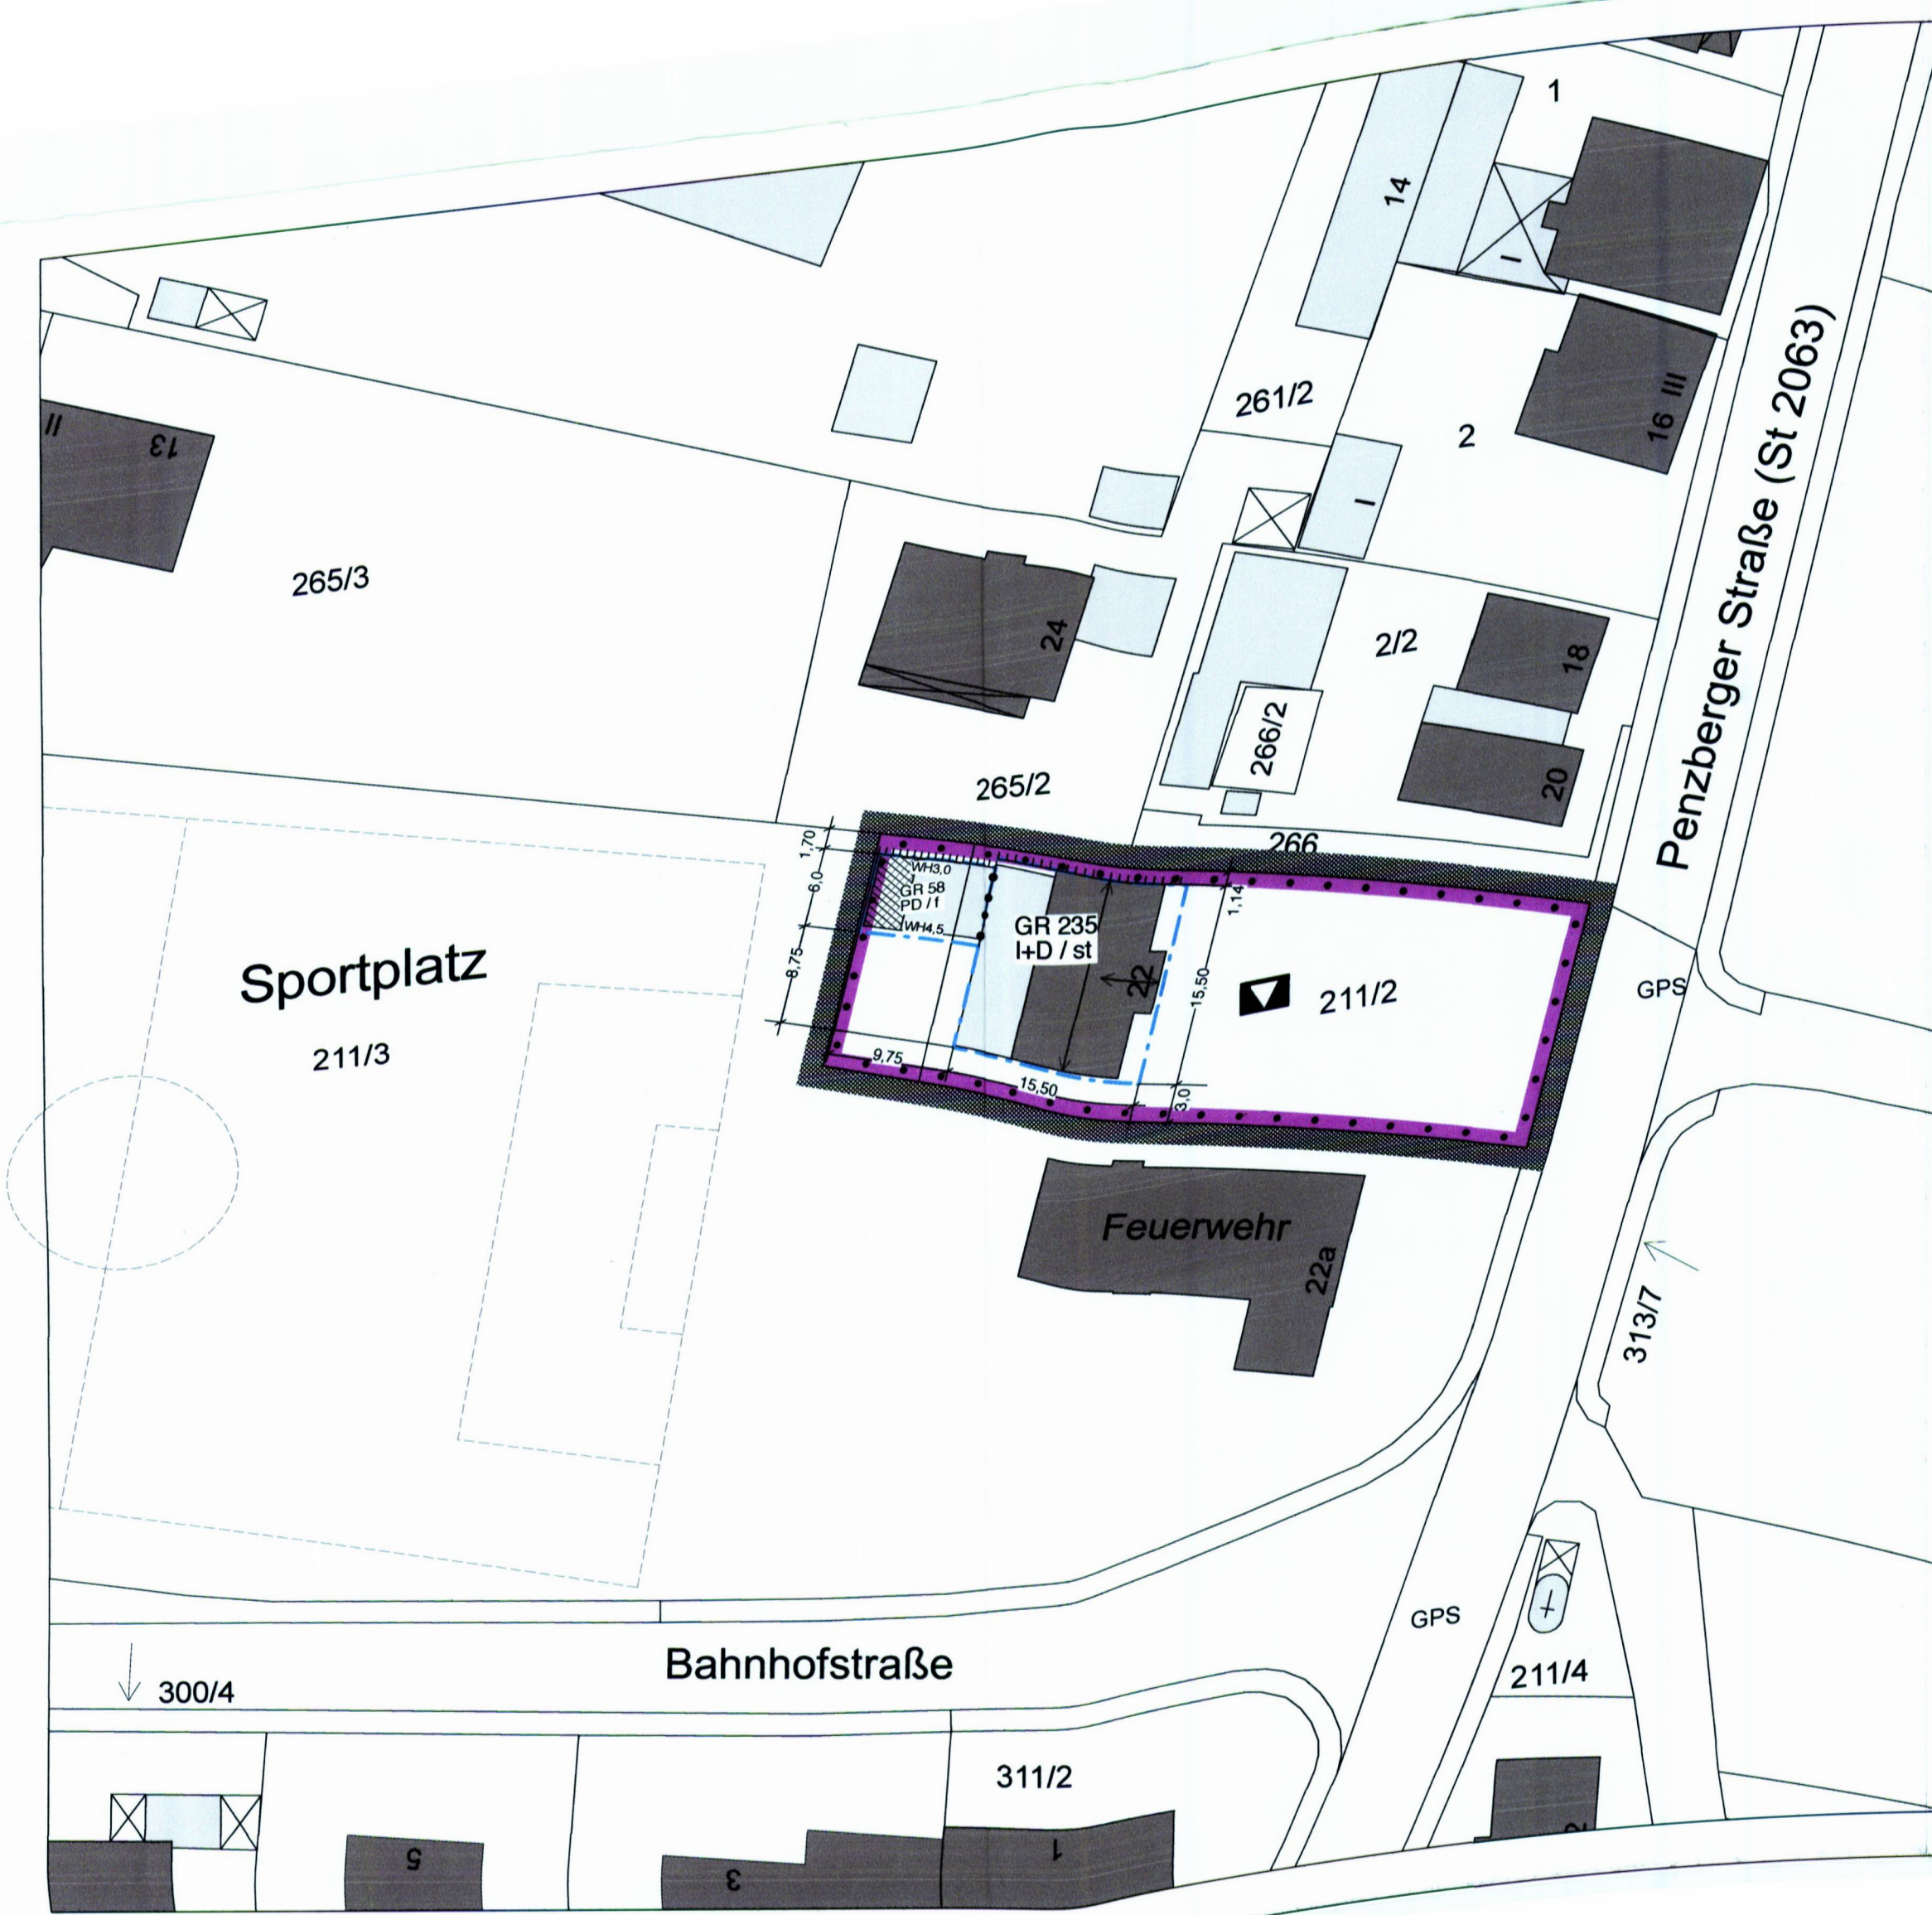 1
14
I
Penzberger Straße (St 2063)
16 III
261/2
2
II
13
I
265/3
24
2/2
18
266/2
20
265/2
266
1,70
6,0
8,75
WH3,0
GR 58
PD / f
WH4,5
GR 235
I+D / st
22
1,14
15,50
211/2
GPS
Sportplatz
211/3
9,75
15,50
3,0
Feuerwehr
22a
313/7
GPS
211/4
Bahnhofstraße
300/4
311/2
5
3
1
2